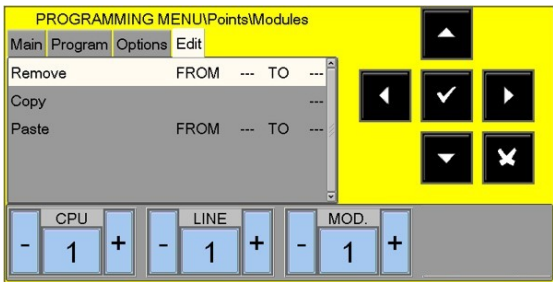 PROGRAMMING MENU\Points\Modules
Main Program Options Edit
Remove FROM --- TO ---
Copy ---
Paste FROM --- TO ---
CPU LINE MOD.
- 1 + - 1 + - 1 +